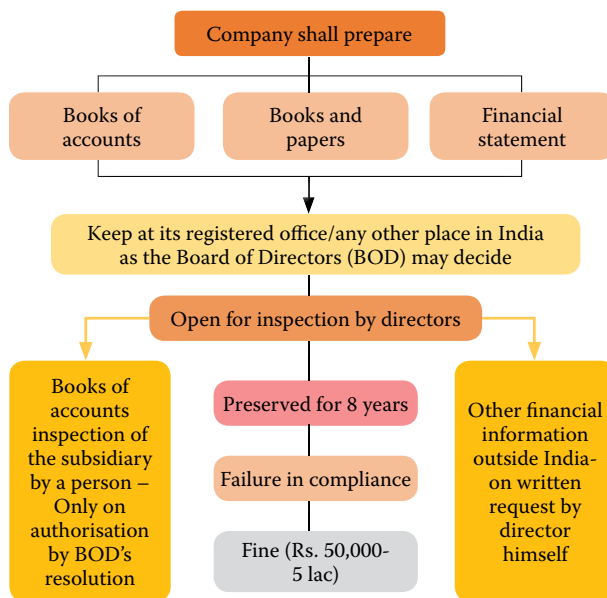 Company shall prepare
Books of
accounts
Books and
papers
Financial
statement
Keep at its registered office/any other place in India
as the Board of Directors (BOD) may decide
Open for inspection by directors
Books of
accounts
inspection of
the subsidiary
by a person –
Only on
authorisation
by BOD's
resolution
Preserved for 8 years
Failure in compliance
Fine (Rs. 50,000-
5 lac)
Other financial
information
outside India-
on written
request by
director
himself